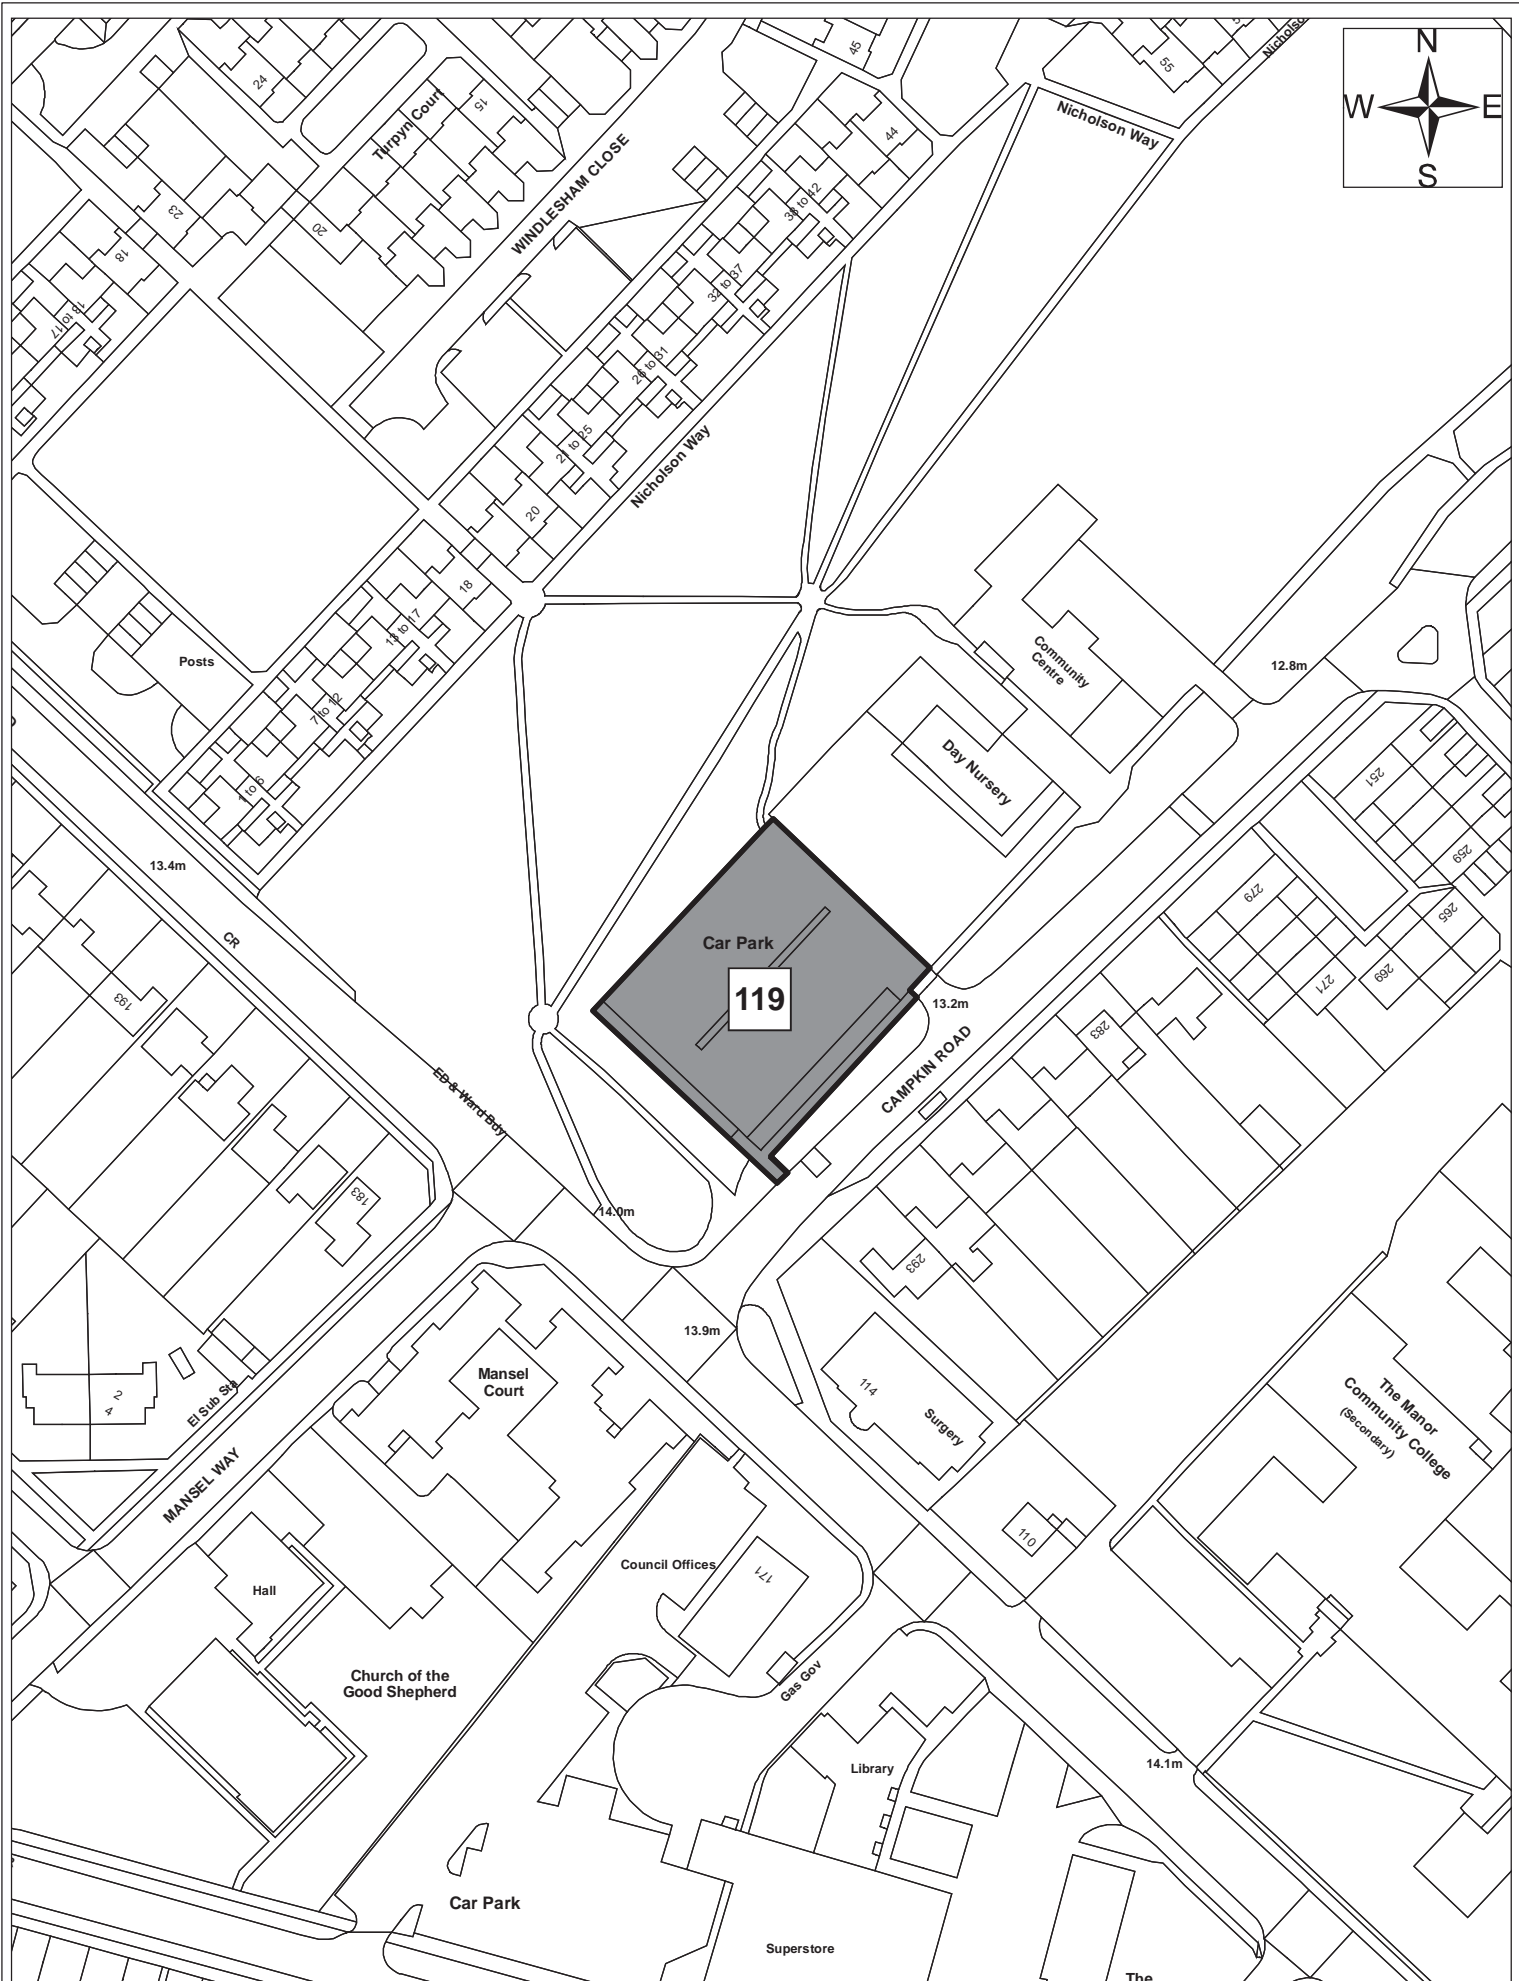 N
W E
S
45
55
Nicholson Way
24
15
Turpyn Court
44
WINDLESHAM CLOSE
38 to 42
23
20
18
32 to 37
13 to 17
26 to 31
21 to 25
Nicholson Way
20
18
13 to 17
Posts
7 to 12
1 to 6
Community
Centre
12.8m
Day Nursery
251
259
13.4m
279
265
CR
Car Park
119
271
269
193
13.2m
283
CAMPKIN ROAD
ED & Ward Bdy
183
14.0m
293
13.9m
Mansel
Court
114
Surgery
2
4
El Sub Sta
MANSEL WAY
The Manor
Community College
(Secondary)
110
Council Offices
171
Hall
Church of the
Good Shepherd
Gas Gov
Library
14.1m
Car Park
Superstore
The